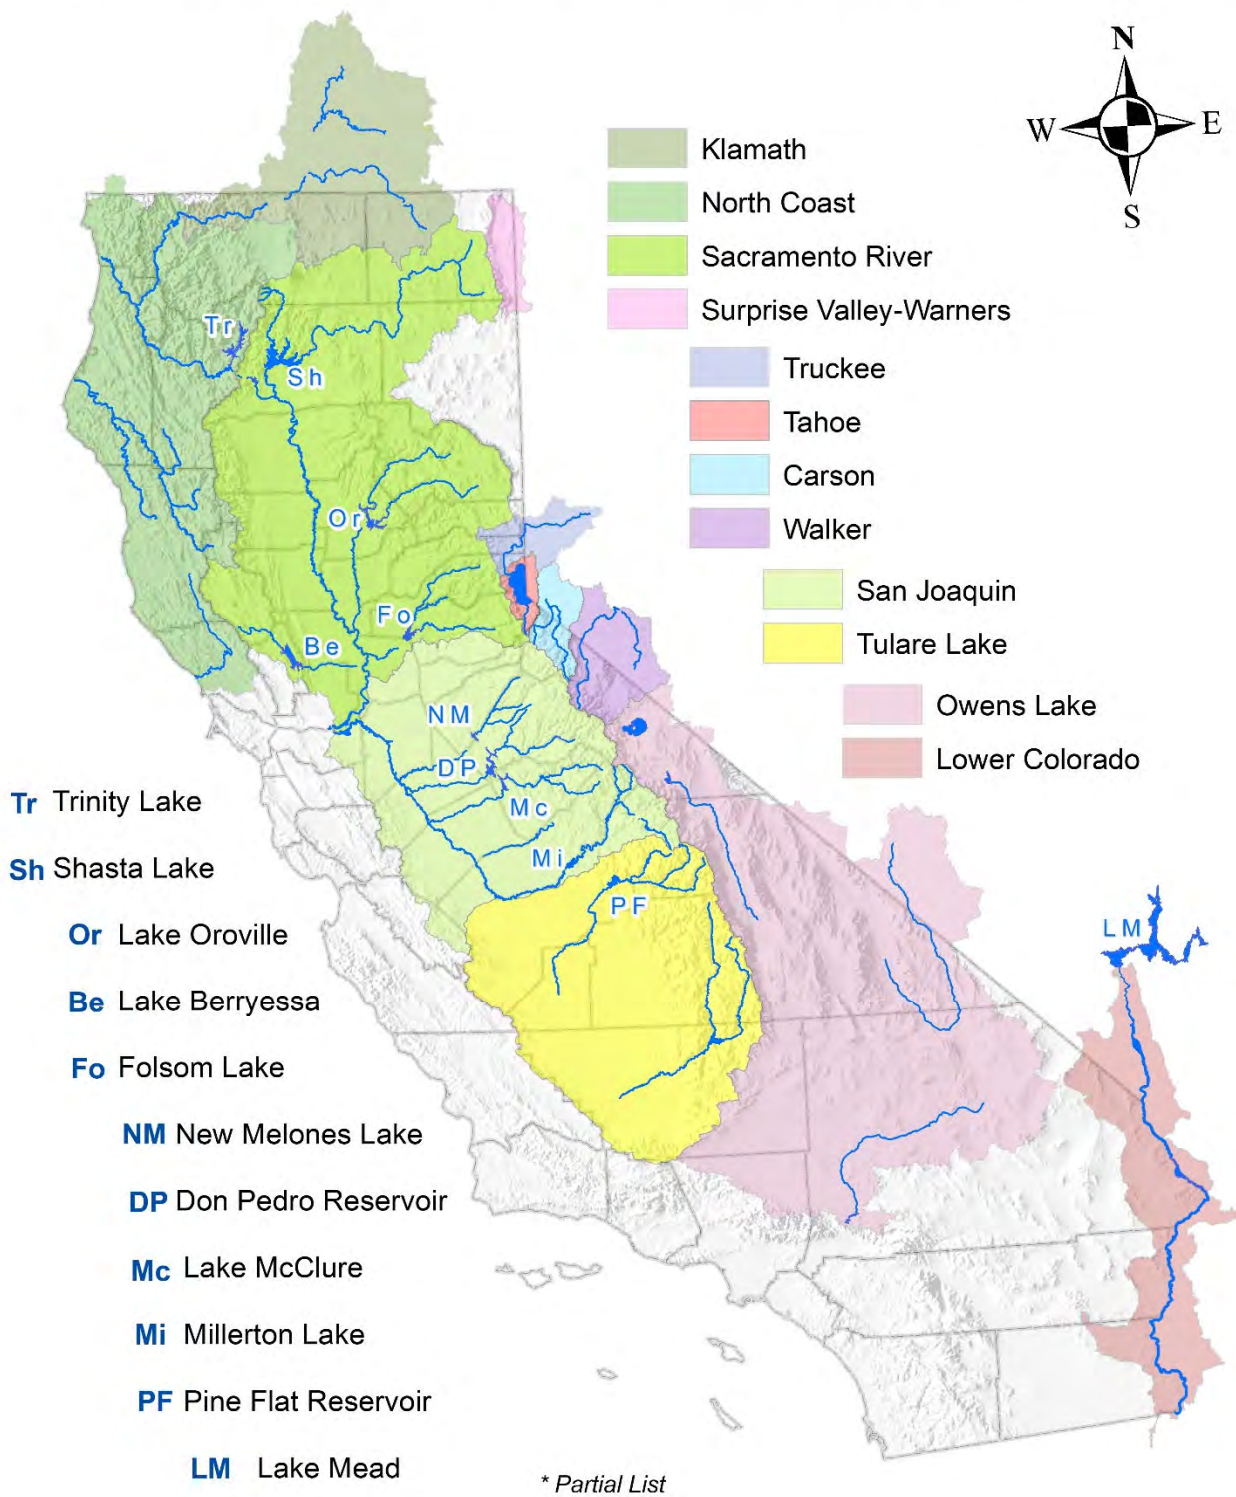 N
W E
S
Klamath
North Coast
Sacramento River
Surprise Valley-Warners
Truckee
Tahoe
Carson
Walker
San Joaquin
Tulare Lake
Owens Lake
Lower Colorado
Tr
Sh
Or
Fo
Be
NM
DP
Mc
Mi
PF
LM
Tr Trinity Lake
Sh Shasta Lake
Or Lake Oroville
Be Lake Berryessa
Fo Folsom Lake
NM New Melones Lake
DP Don Pedro Reservoir
Mc Lake McClure
Mi Millerton Lake
PF Pine Flat Reservoir
LM Lake Mead
* Partial List